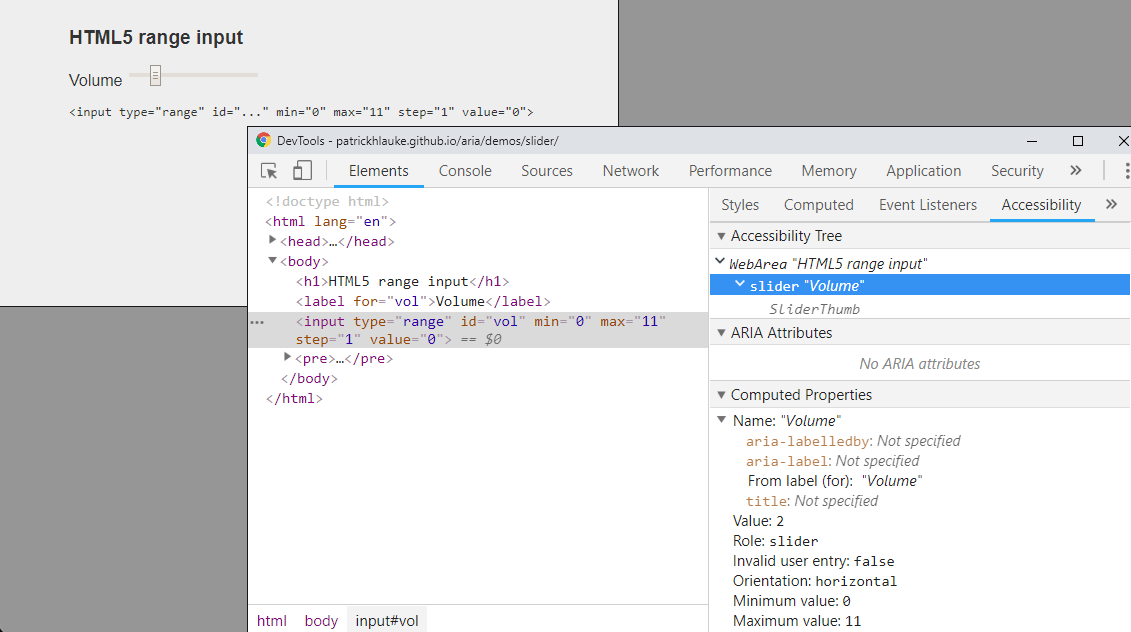 HTML5 range input
Volume
<input type="range" id="..." min="0" max="11" step="1" value="0">
DevTools - patrickhlauke.github.io/aria/demos/slider/
Elements Console Sources Network Performance Memory Application Security »
<!doctype html>
<html lang="en">
<head>…</head>
<body>
<h1>HTML5 range input</h1>
<label for="vol">Volume</label>
<input type="range" id="vol" min="0" max="11"
step="1" value="0"> == $0
<pre>…</pre>
</body>
</html>
html body input#vol
Styles Computed Event Listeners Accessibility »
Accessibility Tree
WebArea "HTML5 range input"
slider "Volume"
SliderThumb
ARIA Attributes
No ARIA attributes
Computed Properties
Name: "Volume"
aria-labelledby: Not specified
aria-label: Not specified
From label (for): "Volume"
title: Not specified
Value: 2
Role: slider
Invalid user entry: false
Orientation: horizontal
Minimum value: 0
Maximum value: 11